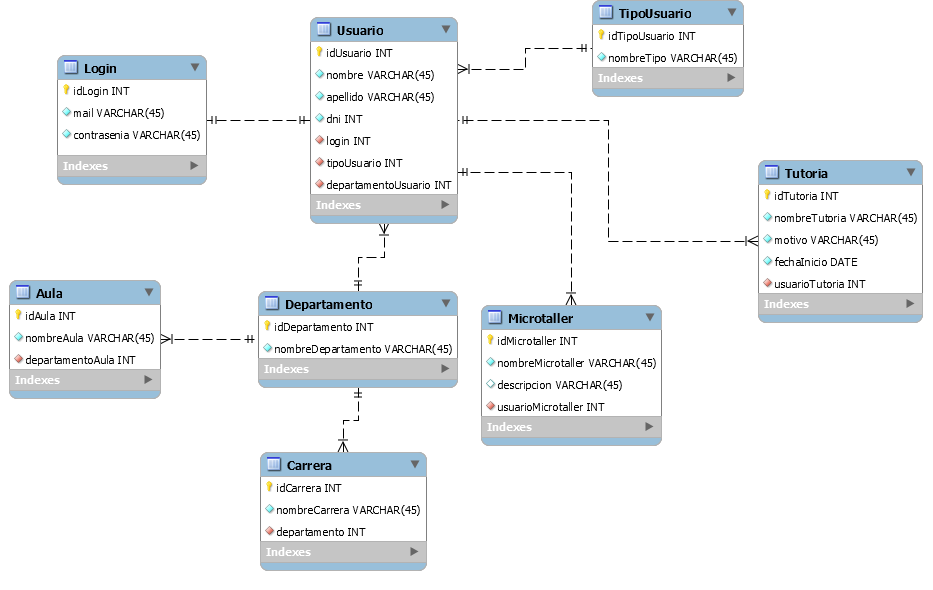 TipoUsuario
idTipoUsuario INT
nombreTipo VARCHAR(45)
Indexes
Usuario
idUsuario INT
nombre VARCHAR(45)
apellido VARCHAR(45)
dni INT
login INT
tipoUsuario INT
departamentoUsuario INT
Indexes
Login
idLogin INT
mail VARCHAR(45)
contrasenia VARCHAR(45)
Indexes
Tutoria
idTutoria INT
nombreTutoria VARCHAR(45)
motivo VARCHAR(45)
fechaInicio DATE
usuarioTutoria INT
Indexes
Aula
idAula INT
nombreAula VARCHAR(45)
departamentoAula INT
Indexes
Departamento
idDepartamento INT
nombreDepartamento VARCHAR(45)
Indexes
Microtaller
idMicrotaller INT
nombreMicrotaller VARCHAR(45)
descripcion VARCHAR(45)
usuarioMicrotaller INT
Indexes
Carrera
idCarrera INT
nombreCarrera VARCHAR(45)
departamento INT
Indexes